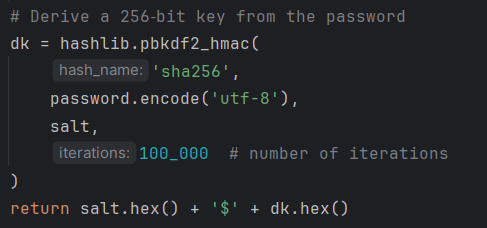 # Derive a 256-bit key from the password
dk = hashlib.pbkdf2_hmac(
hash_name: 'sha256',
password.encode('utf-8'),
salt,
iterations: 100_000  # number of iterations
)
return salt.hex() + '$' + dk.hex()